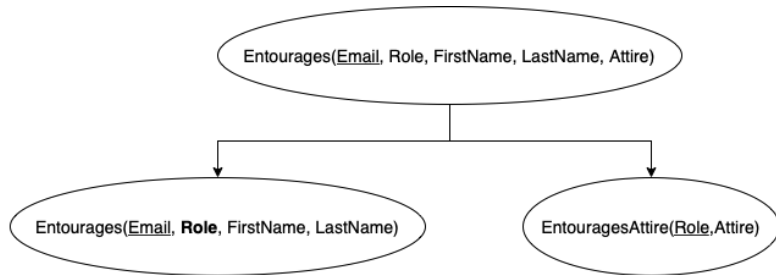 Entourages(Email, Role, FirstName, LastName, Attire)
Entourages(Email, Role, FirstName, LastName)
EntouragesAttire(Role,Attire)